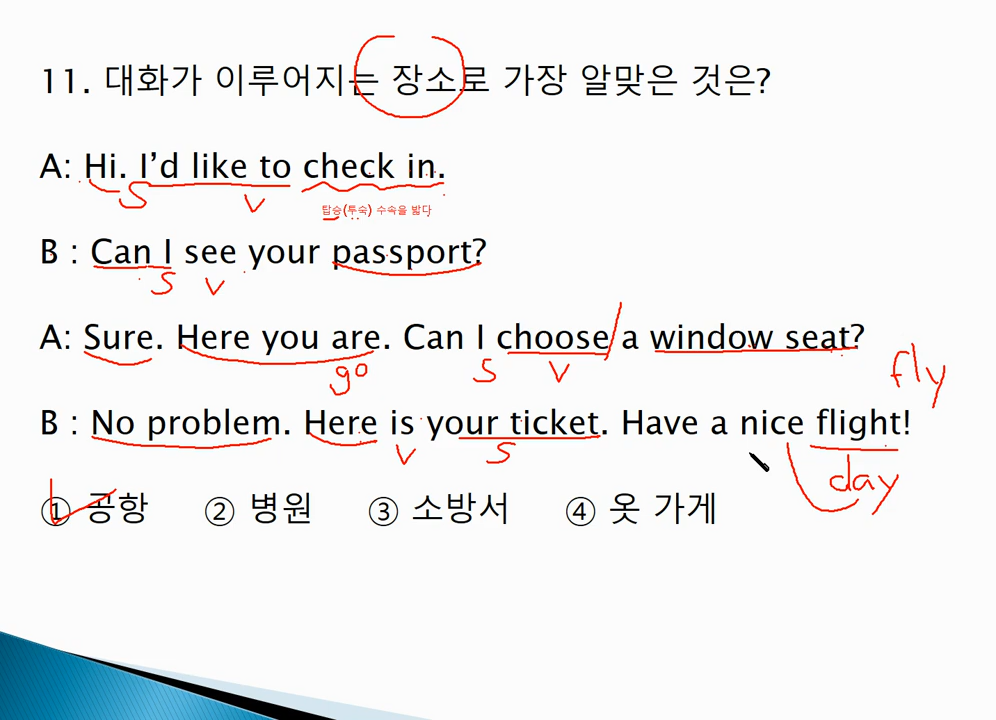 11. 대화가 이루어지는 장소로 가장 알맞은 것은?
A: Hi. I'd like to check in.
S V
탑승(투숙) 수속을 밟다
B : Can I see your passport?
S V
A: Sure. Here you are. Can I choose/ a window seat?
go S V fly
B : No problem. Here is your ticket. Have a nice flight!
V S day
① 공항 ② 병원 ③ 소방서 ④ 옷 가게